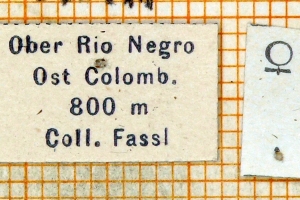 Ober Rio Negro
Ost Colomb.
800 m
Coll. Fassl
♀